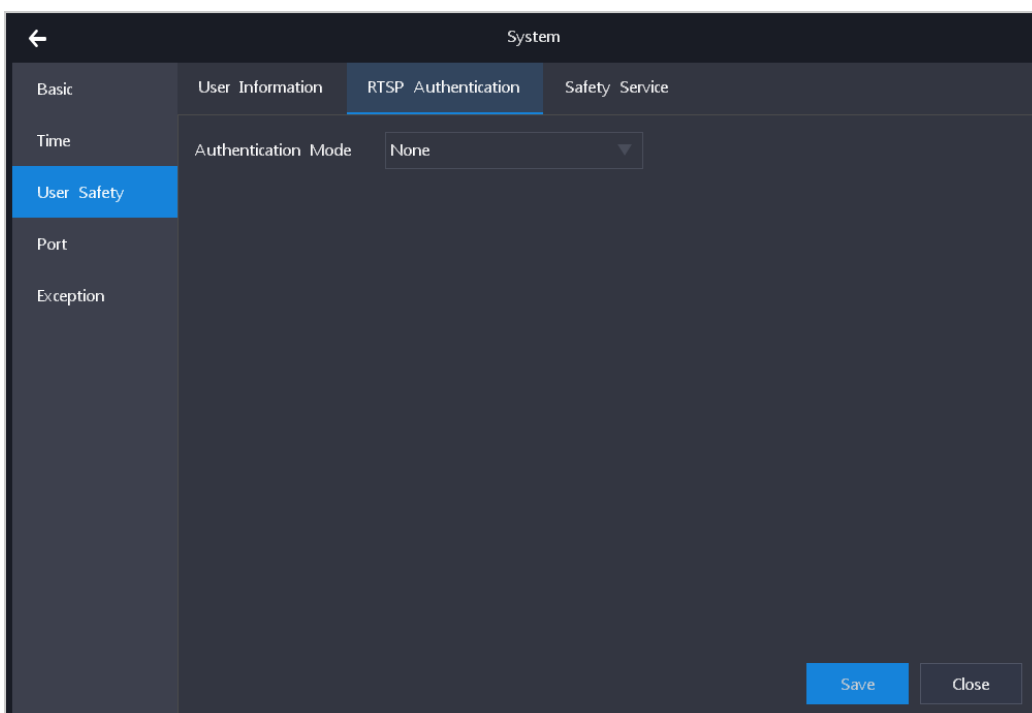 System
Basic
Time
User Safety
Port
Exception
User Information
RTSP Authentication
Safety Service
Authentication Mode
None
Save
Close